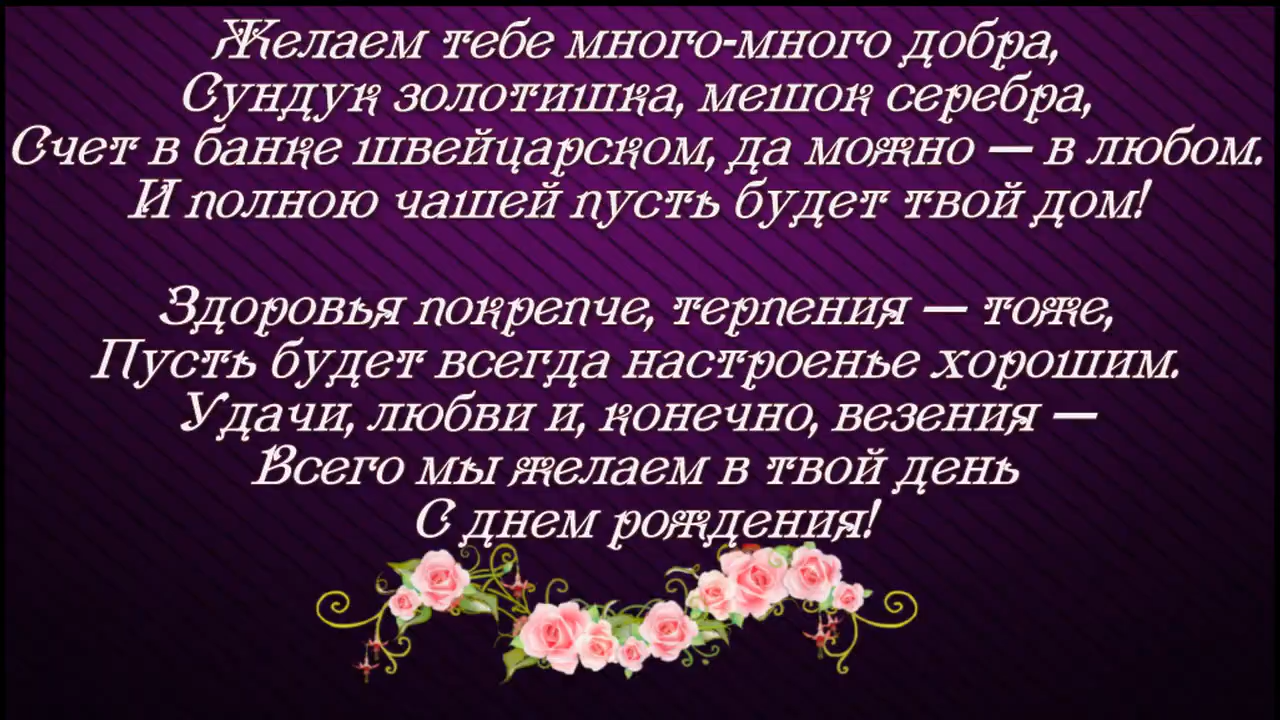 Желаем тебе много-много добра,
Сундук золотишка, мешок серебра,
Счет в банке швейцарском, да можно — в любом.
И полною чашей пусть будет твой дом!
Здоровья покрепче, терпения — тоже,
Пусть будет всегда настроенье хорошим.
Удачи, любви и, конечно, везения —
Всего мы желаем в твой день
С днем рождения!